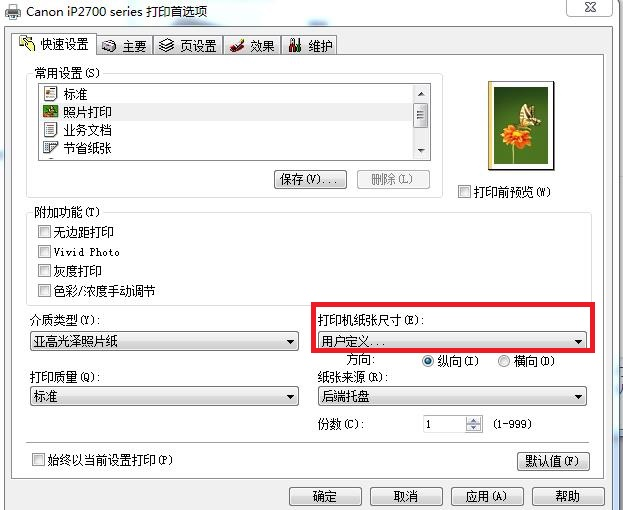 Canon iP2700 series 打印首选项
快速设置 主要 页设置 效果 维护
常用设置(S)
标准
照片打印
业务文档
节省纸张
保存(V)... 删除(L)
打印前预览(W)
附加功能(T)
无边距打印
Vivid Photo
灰度打印
色彩/浓度手动调节
介质类型(Y): 打印机纸张尺寸(E):
亚高光泽照片纸 用户定义...
方向: 纵向(I) 横向(D)
打印质量(Q): 纸张来源(R):
标准 后端托盘
份数(C): 1 (1-999)
始终以当前设置打印(P) 默认值(F)
确定 取消 应用(A) 帮助